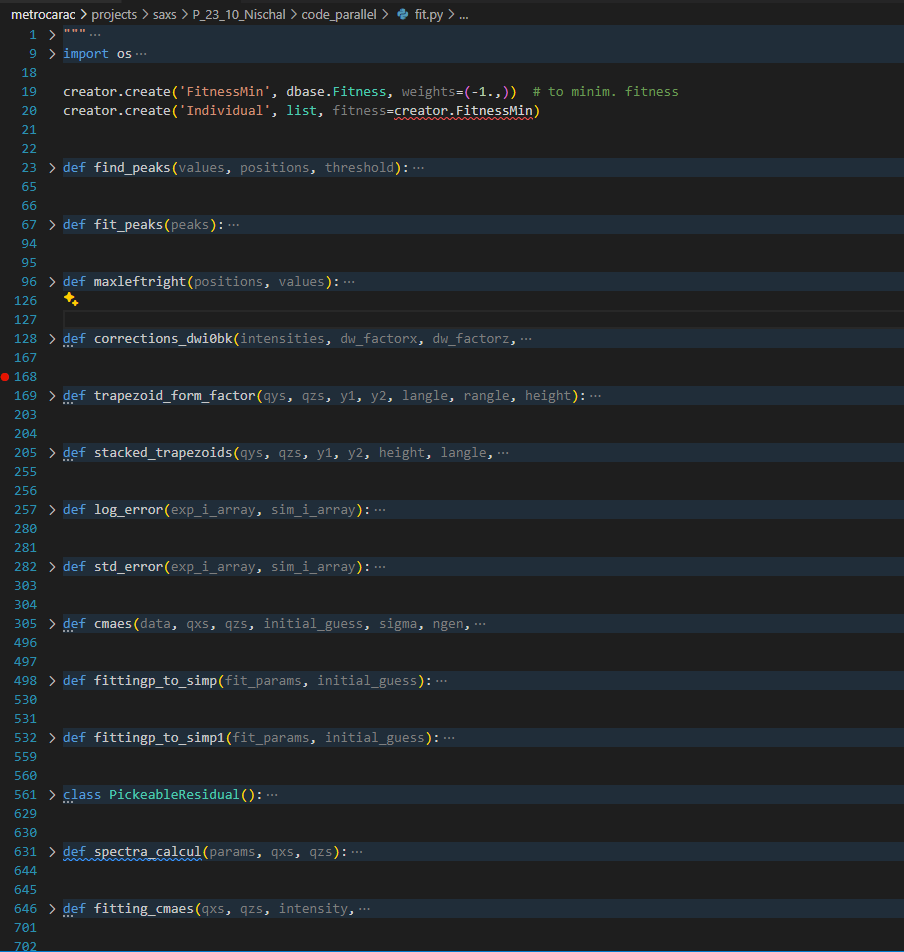 metrocarac > projects > saxs > P_23_10_Nischal > code_parallel > fit.py > ...
1 > """ ...
9 > import os ...
18
19 creator.create('FitnessMin', dbase.Fitness, weights=(-1.,)) # to minim. fitness
20 creator.create('Individual', list, fitness=creator.FitnessMin)
21
22
23 > def find_peaks(values, positions, threshold): ...
65
66
67 > def fit_peaks(peaks): ...
94
95
96 > def maxleftright(positions, values): ...
126
127
128 > def corrections_dwi0bk(intensities, dw_factorx, dw_factorz, ...
167
168
169 > def trapezoid_form_factor(qys, qzs, y1, y2, langle, rangle, height): ...
203
204
205 > def stacked_trapezoids(qys, qzs, y1, y2, height, langle, ...
255
256
257 > def log_error(exp_i_array, sim_i_array): ...
280
281
282 > def std_error(exp_i_array, sim_i_array): ...
303
304
305 > def cmaes(data, qxs, qzs, initial_guess, sigma, ngen, ...
496
497
498 > def fittingp_to_simp(fit_params, initial_guess): ...
530
531
532 > def fittingp_to_simp1(fit_params, initial_guess): ...
559
560
561 > class PickeableResidual(): ...
629
630
631 > def spectra_calcul(params, qxs, qzs): ...
644
645
646 > def fitting_cmaes(qxs, qzs, intensity, ...
701
702